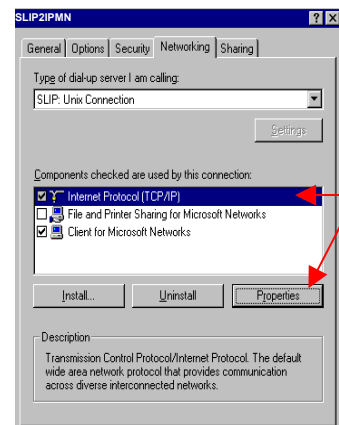 SLIP2IPMN
General Options Security Networking Sharing
Type of dial-up server I am calling:
SLIP: Unix Connection
Settings
Components checked are used by this connection:
Internet Protocol (TCP/IP)
File and Printer Sharing for Microsoft Networks
Client for Microsoft Networks
Install... Uninstall Properties
Description
Transmission Control Protocol/Internet Protocol. The default
wide area network protocol that provides communication
across diverse interconnected networks.